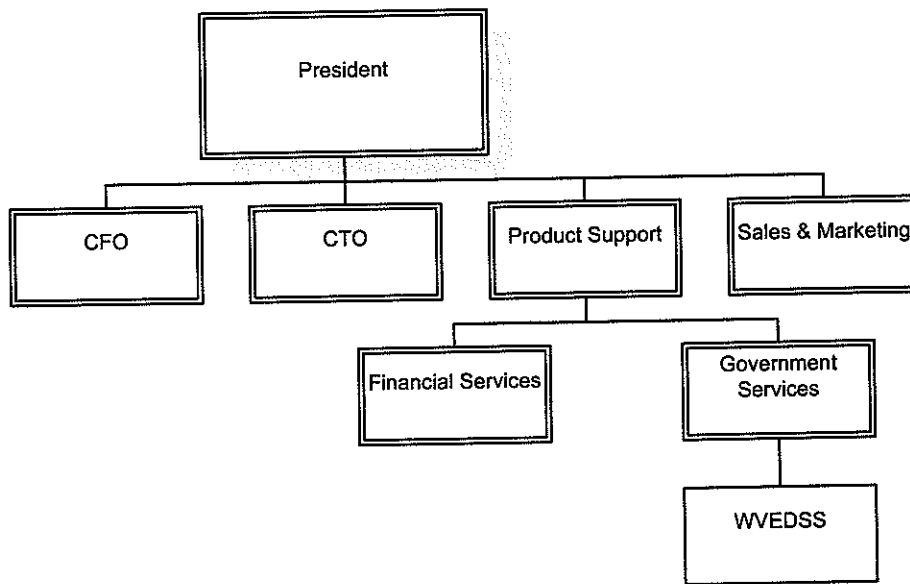 President
CFO
CTO
Product Support
Sales & Marketing
Financial Services
Government
Services
WVEDSS